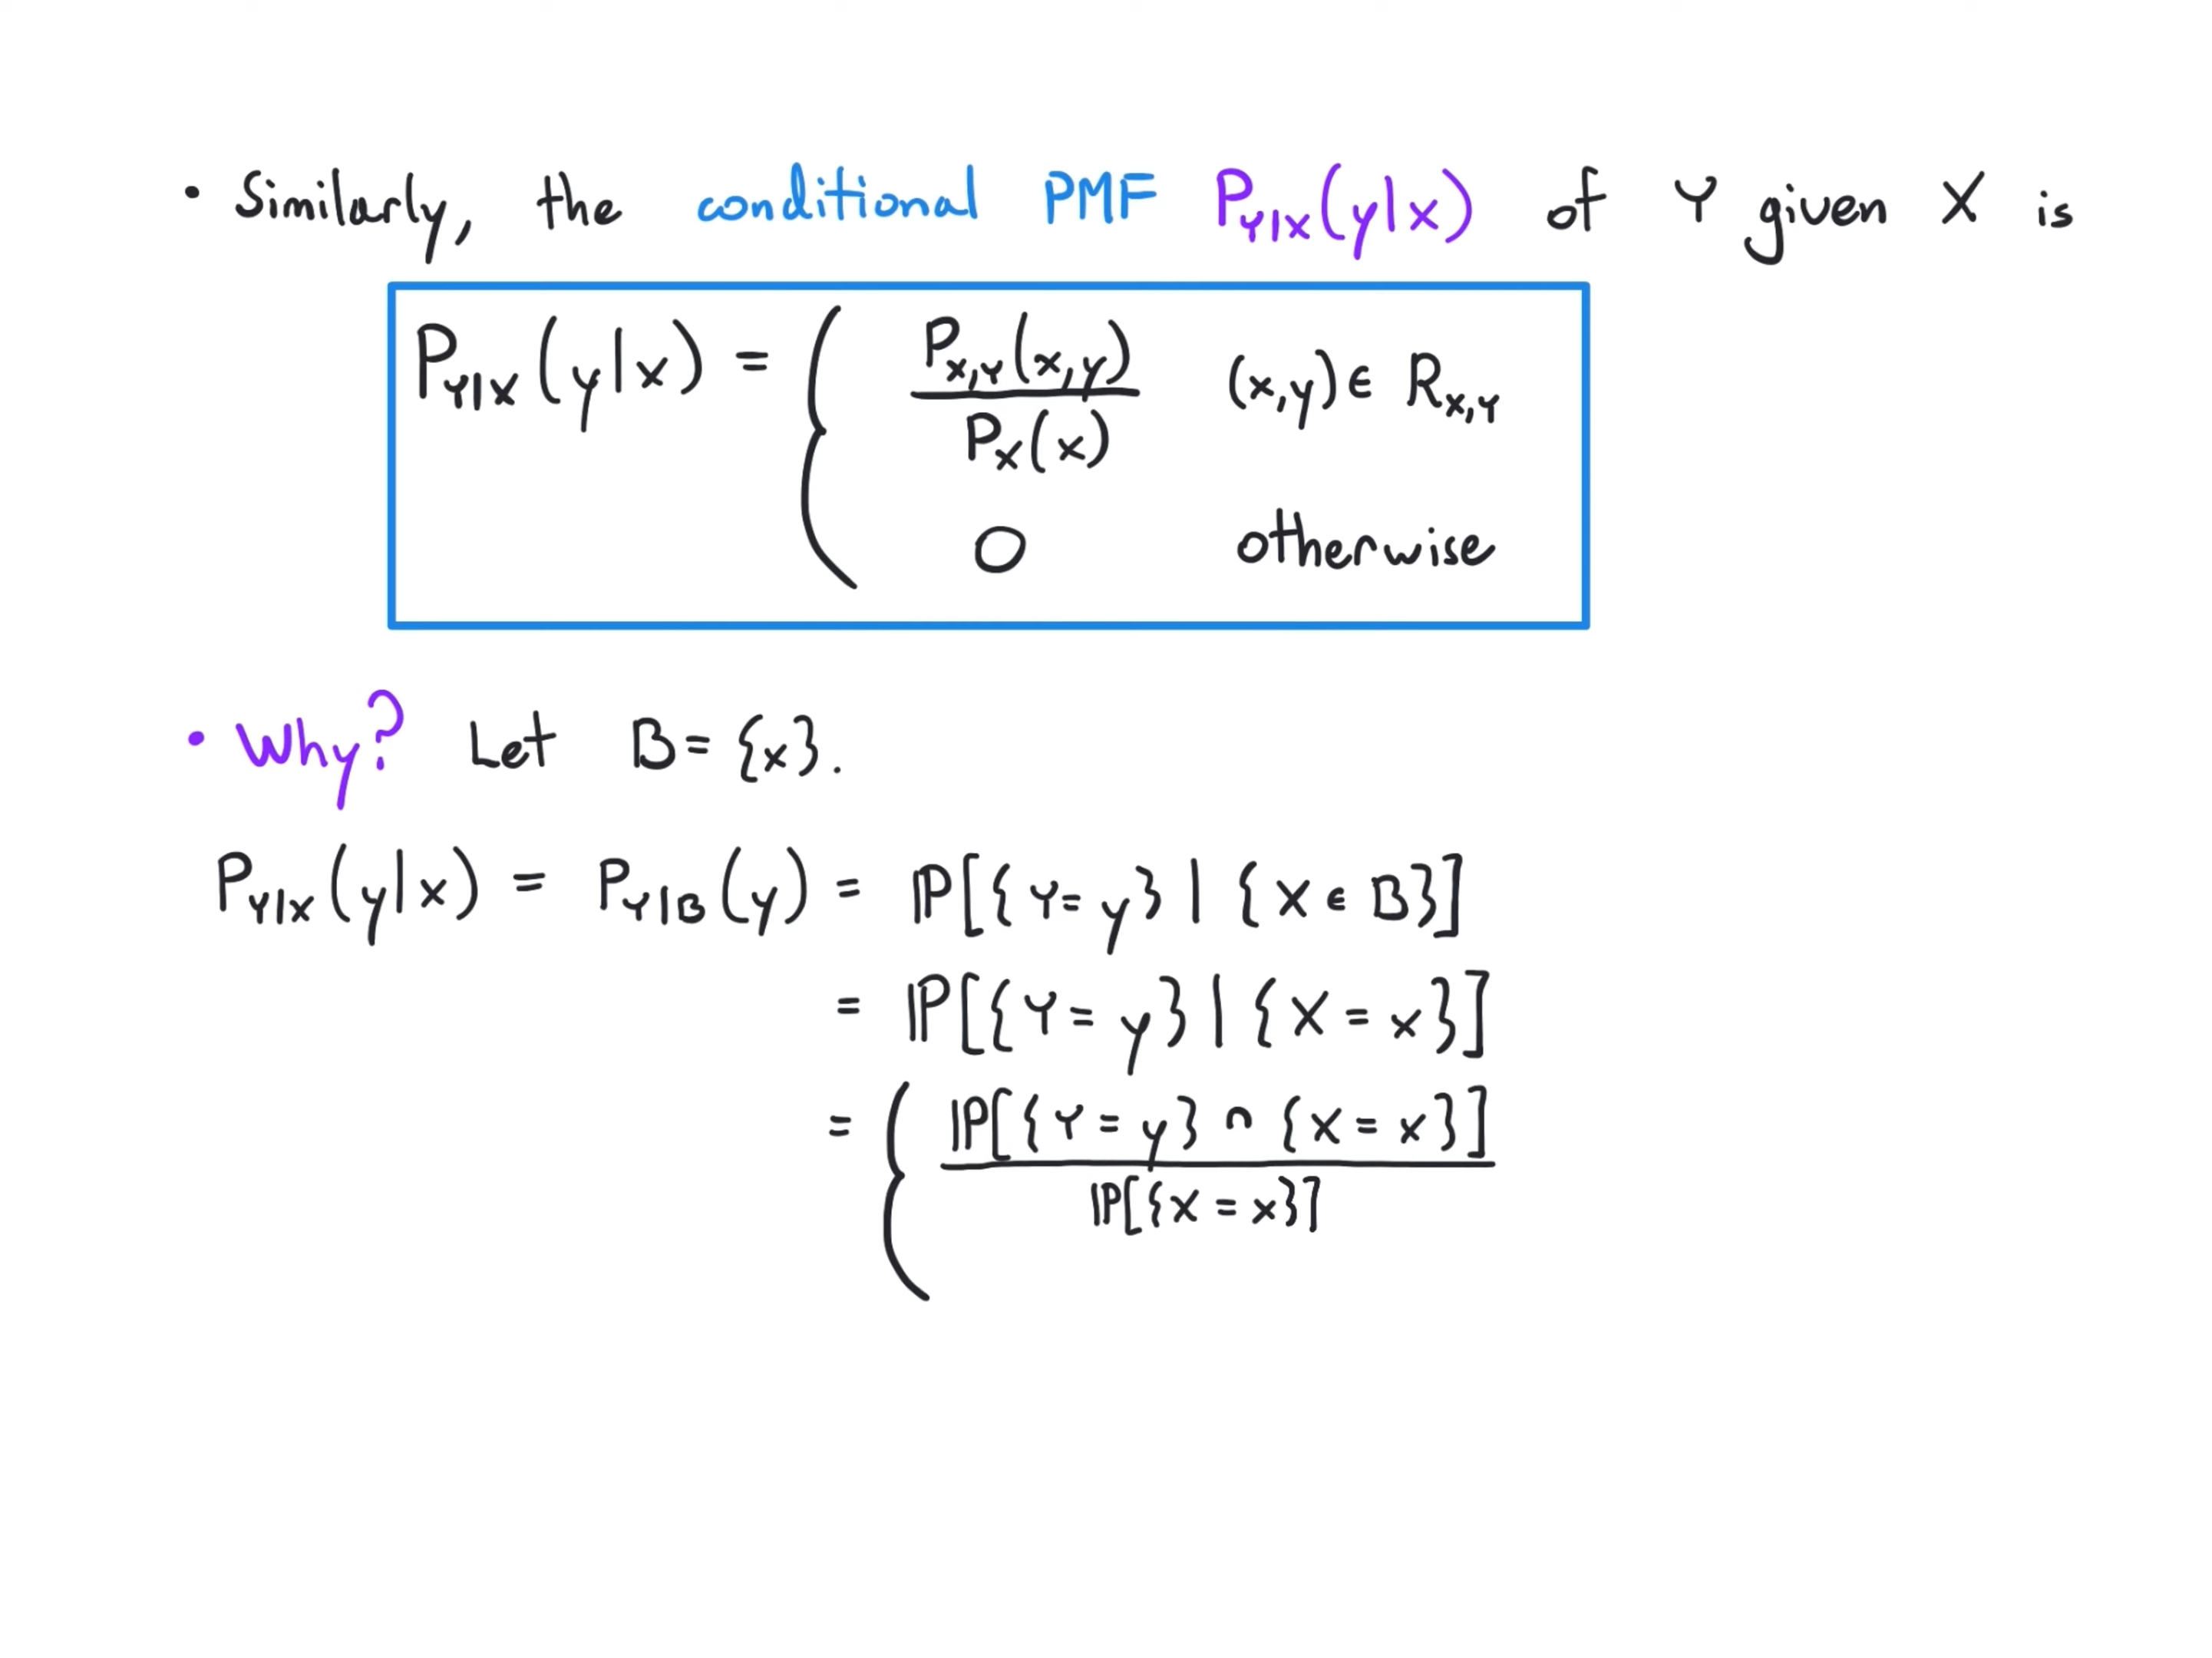 • Similarly, the conditional PMF P_{Y|X}(y|x) of Y given X is
P_{Y|X}(y|x) = { P_{X,Y}(x,y) / P_X(x)   (x,y) ∈ R_{X,Y}
0   otherwise
• Why? Let B = {x}.
P_{Y|X}(y|x) = P_{Y|B}(y) = ℙ[{Y=y} | {X ∈ B}]
= ℙ[{Y=y} | {X=x}]
= { ℙ[{Y=y} ∩ {X=x}] / ℙ[{X=x}]